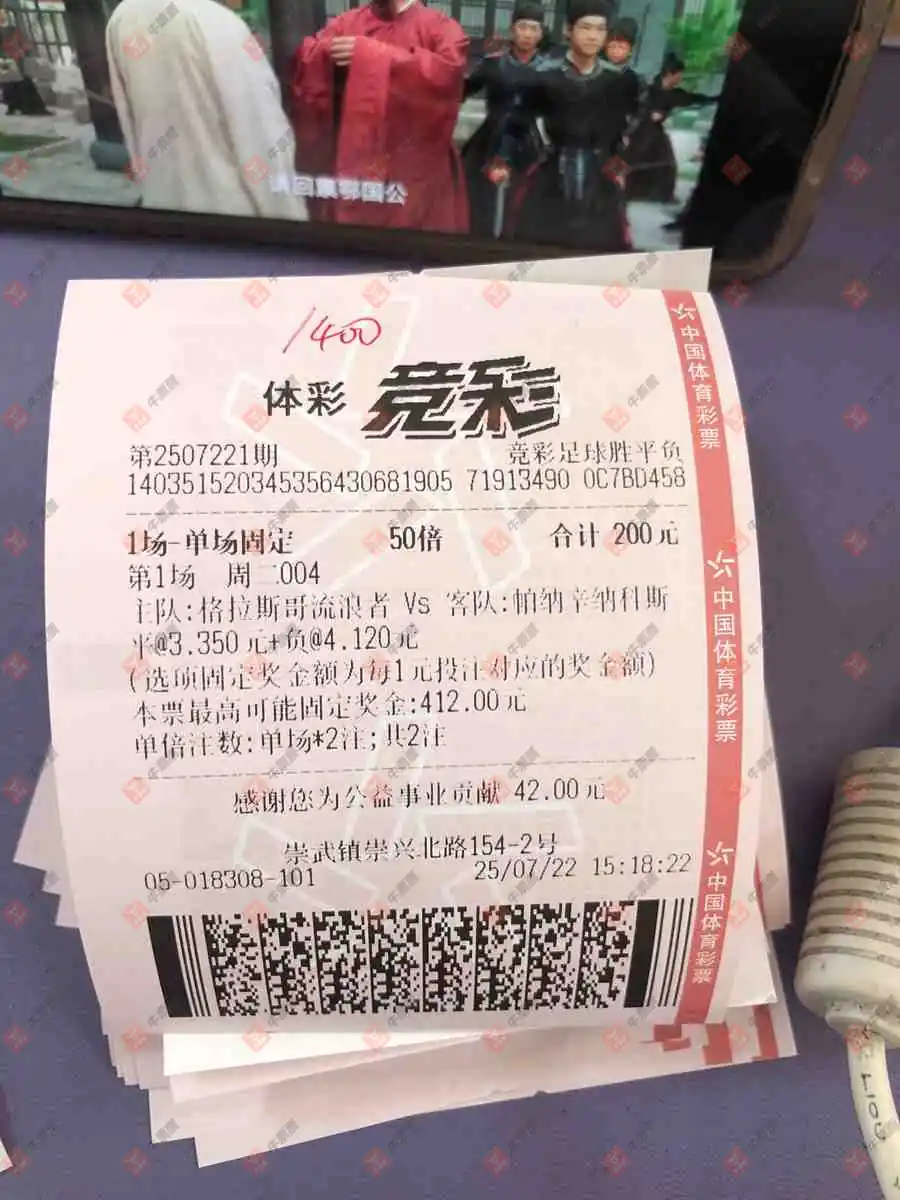 回禀鄂国公
1400
体彩 竞彩
第2507221期 竞彩足球胜平负
140351520345356430681905 71913490 0C7BD458
1场-单场固定 50倍 合计 200元
第1场 周二004
主队:格拉斯哥流浪者 Vs 客队:帕纳辛纳科斯
平@3.350元+负@4.120元
(选项固定奖金额为每1元投注对应的奖金额)
本票最高可能固定奖金:412.00元
单倍注数:单场*2注;共2注
感谢您为公益事业贡献 42.00元
崇武镇崇兴北路154-2号
05-018308-101 25/07/22 15:18:22
中国体育彩票
中国体育彩票
中国体育彩票